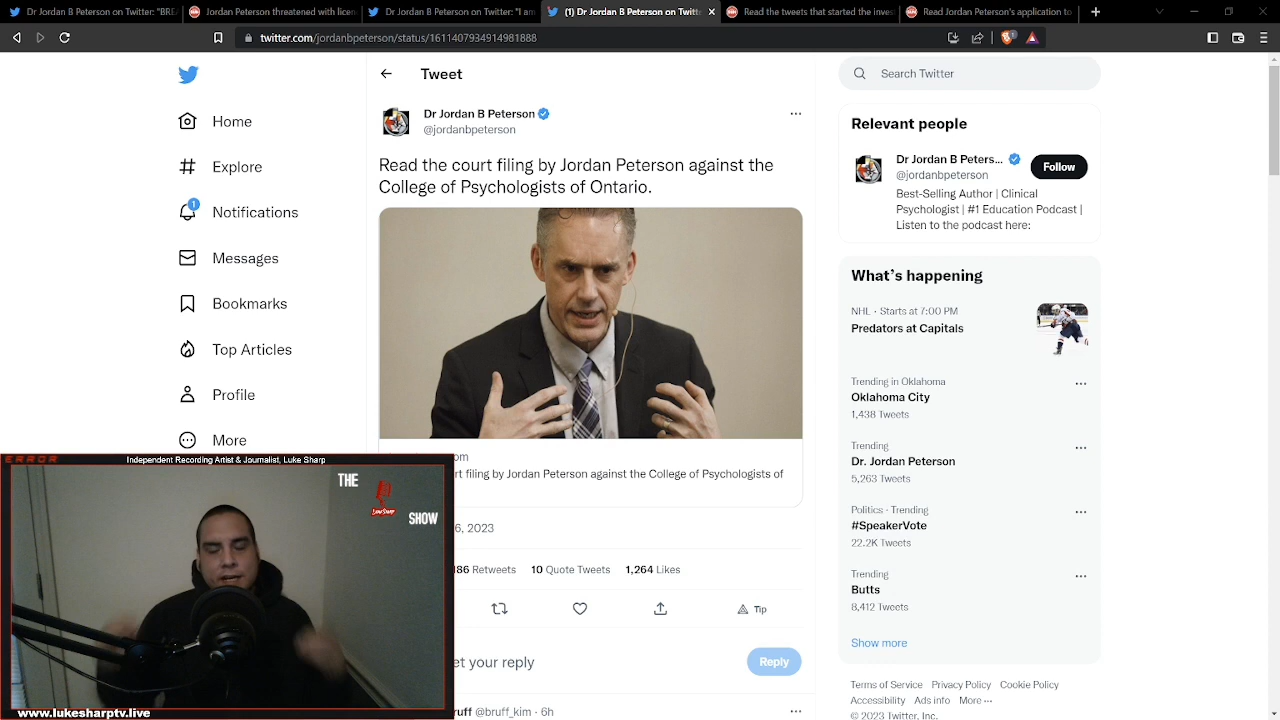 Dr Jordan B Peterson on Twitter: "BREA
Jordan Peterson threatened with licen
Dr Jordan B Peterson on Twitter: "I am
(1) Dr Jordan B Peterson on Twitte
Read the tweets that started the inves
Read Jordan Peterson's application to
twitter.com/jordanbpeterson/status/1611407934914981888
1
Home
Explore
1
Notifications
Messages
Bookmarks
Top Articles
Profile
More
Tweet
Dr Jordan B Peterson
@jordanbpeterson
Read the court filing by Jordan Peterson against the
College of Psychologists of Ontario.
om
rt filing by Jordan Peterson against the College of Psychologists of
6, 2023
86 Retweets 10 Quote Tweets 1,264 Likes
Tip
et your reply
Reply
ruff @bruff_kim · 6h
Search Twitter
Relevant people
Dr Jordan B Peters...
@jordanbpeterson
Follow
Best-Selling Author | Clinical
Psychologist | #1 Education Podcast |
Listen to the podcast here:
What's happening
NHL · Starts at 7:00 PM
Predators at Capitals
Trending in Oklahoma
Oklahoma City
1,438 Tweets
Trending
Dr. Jordan Peterson
5,263 Tweets
Politics · Trending
#SpeakerVote
22.2K Tweets
Trending
Butts
8,412 Tweets
Show more
Terms of Service Privacy Policy Cookie Policy
Accessibility Ads info More ···
© 2023 Twitter, Inc.
ERROR
Independent Recording Artist & Journalist, Luke Sharp
THE
LUKE SHARP
SHOW
www.lukesharptv.live